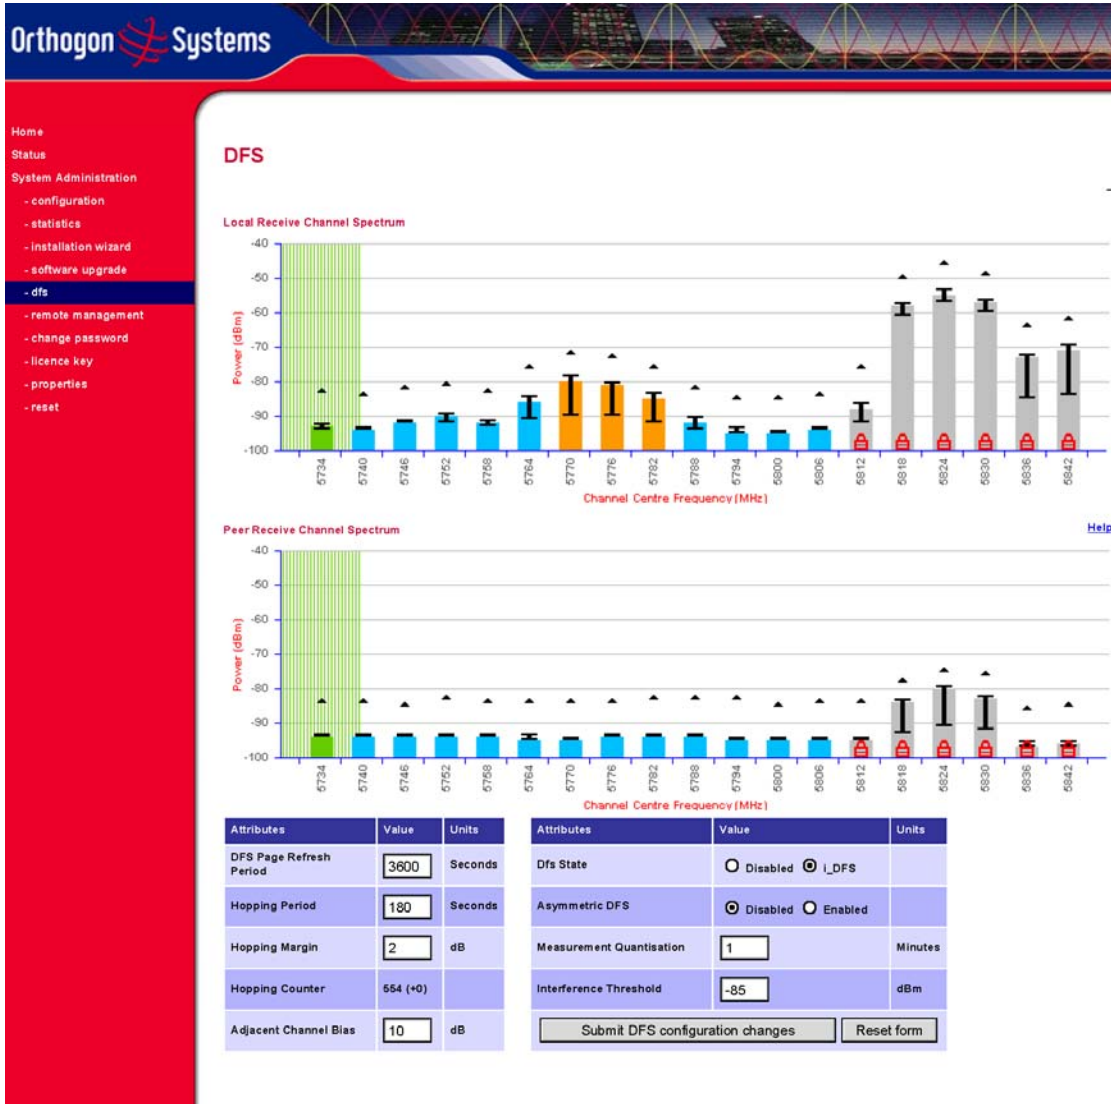 Orthogon Systems
Home
Status
System Administration
- configuration
- statistics
- installation wizard
- software upgrade
- dfs
- remote management
- change password
- licence key
- properties
- reset
DFS
Local Receive Channel Spectrum
Power (dBm)
-40
-50
-60
-70
-80
-90
-100
5734 5740 5746 5752 5758 5764 5770 5776 5782 5788 5794 5800 5806 5812 5818 5824 5830 5836 5842
Channel Centre Frequency (MHz)
Peer Receive Channel Spectrum
Help
Power (dBm)
-40
-50
-60
-70
-80
-90
-100
5734 5740 5746 5752 5758 5764 5770 5776 5782 5788 5794 5800 5806 5812 5818 5824 5830 5836 5842
Channel Centre Frequency (MHz)
Attributes Value Units
DFS Page Refresh
Period 3600 Seconds
Hopping Period 180 Seconds
Hopping Margin 2 dB
Hopping Counter 554 (+0)
Adjacent Channel Bias 10 dB
Attributes Value Units
Dfs State Disabled i_DFS
Asymmetric DFS Disabled Enabled
Measurement Quantisation 1 Minutes
Interference Threshold -85 dBm
Submit DFS configuration changes Reset form